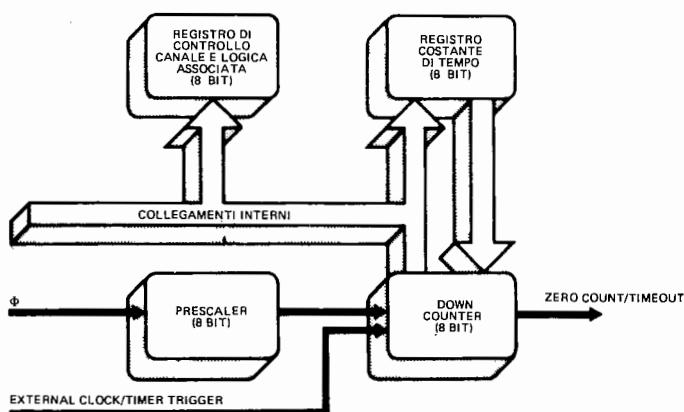 REGISTRO DI
CONTROLLO
CANALE E LOGICA
ASSOCIATA
(8 BIT)
REGISTRO
COSTANTE
DI TEMPO
(8 BIT)
COLLEGAMENTI INTERNI
Φ
PRESCALER
(8 BIT)
DOWN
COUNTER
(8 BIT)
ZERO COUNT/TIMEOUT
EXTERNAL CLOCK/TIMER TRIGGER